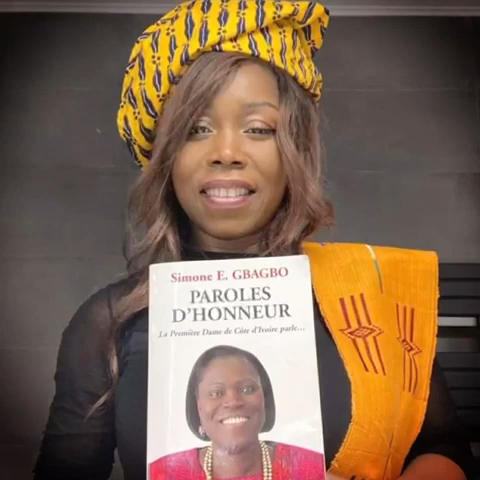 Simone E. GBAGBO
PAROLES
D'HONNEUR
La Première Dame de Côte d'Ivoire parle...